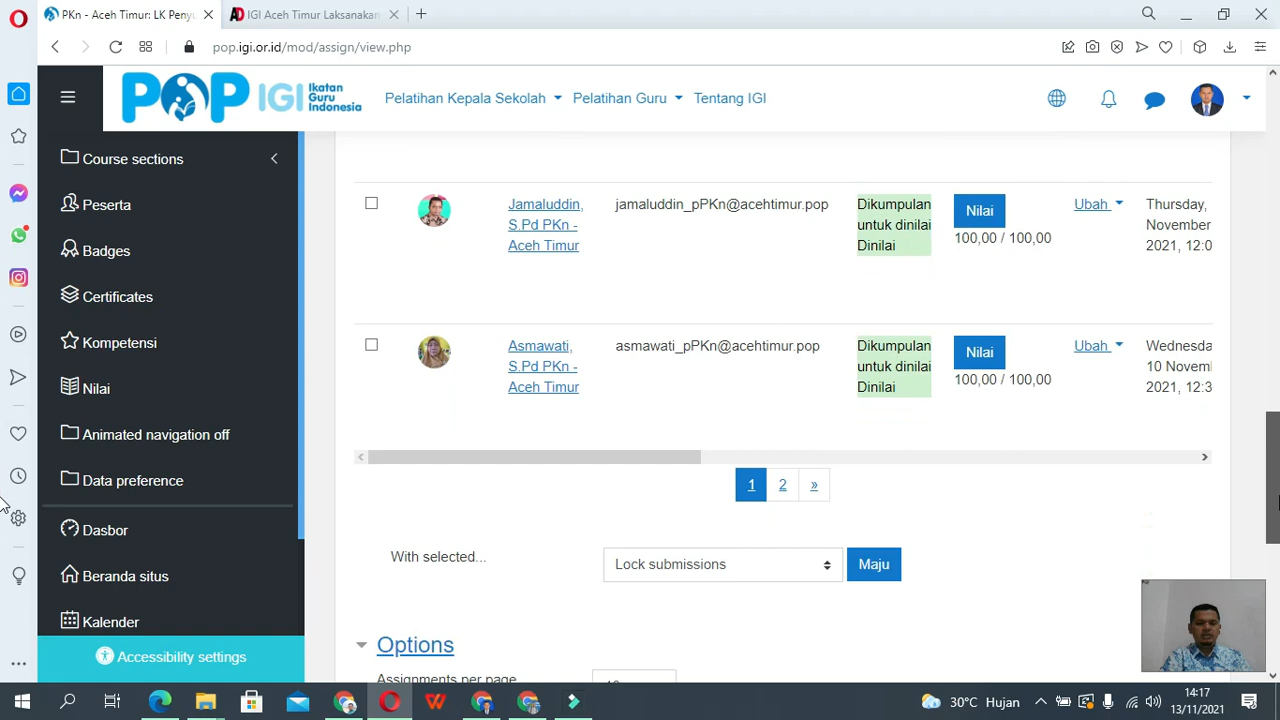 PKn - Aceh Timur: LK Penyu
IGI Aceh Timur Laksanakan
pop.igi.or.id/mod/assign/view.php
POP IGI
Ikatan
Guru
Indonesia
Pelatihan Kepala Sekolah
Pelatihan Guru
Tentang IGI
Course sections
Peserta
Badges
Certificates
Kompetensi
Nilai
Animated navigation off
Data preference
Dasbor
Beranda situs
Kalender
Accessibility settings
Jamaluddin,
S.Pd PKn -
Aceh Timur
jamaluddin_pPKn@acehtimur.pop
Dikumpulan
untuk dinilai
Dinilai
Nilai
100,00 / 100,00
Ubah
Thursday,
November
2021, 12:0
Asmawati,
S.Pd PKn -
Aceh Timur
asmawati_pPKn@acehtimur.pop
Dikumpulan
untuk dinilai
Dinilai
Nilai
100,00 / 100,00
Ubah
Wednesda
10 Novem
2021, 12:3
1 2 »
With selected...
Lock submissions
Maju
Options
Assignments per page
30°C Hujan
14:17
13/11/2021